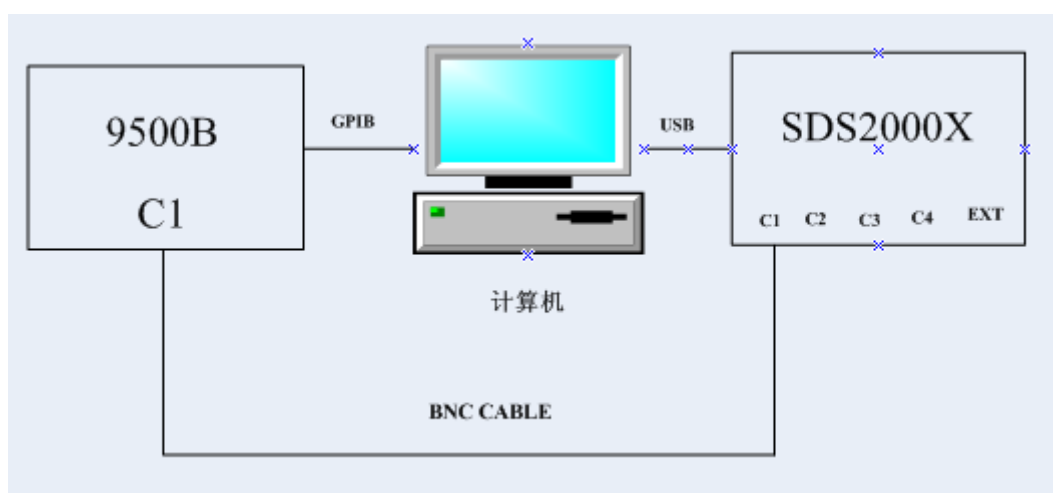 9500B
C1
GPIB
USB
SDS2000X
C1 C2 C3 C4 EXT
计算机
BNC CABLE